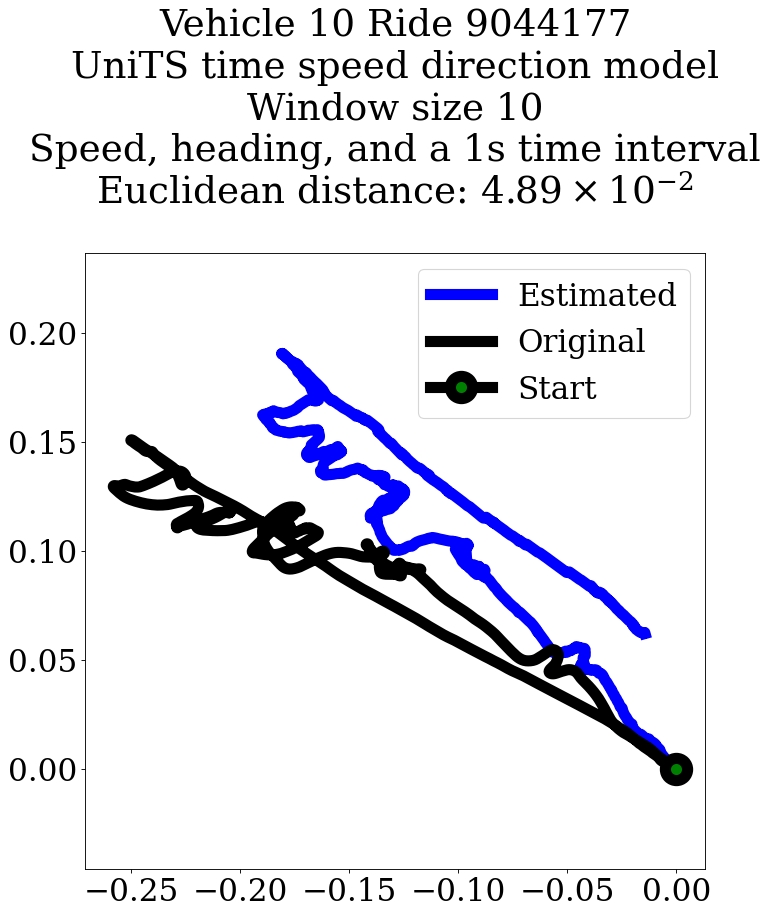 Vehicle 10 Ride 9044177
UniTS time speed direction model
Window size 10
Speed, heading, and a 1s time interval
Euclidean distance: 4.89 × 10⁻²
Estimated
Original
Start
0.20
0.15
0.10
0.05
0.00
−0.25 −0.20 −0.15 −0.10 −0.05 0.00